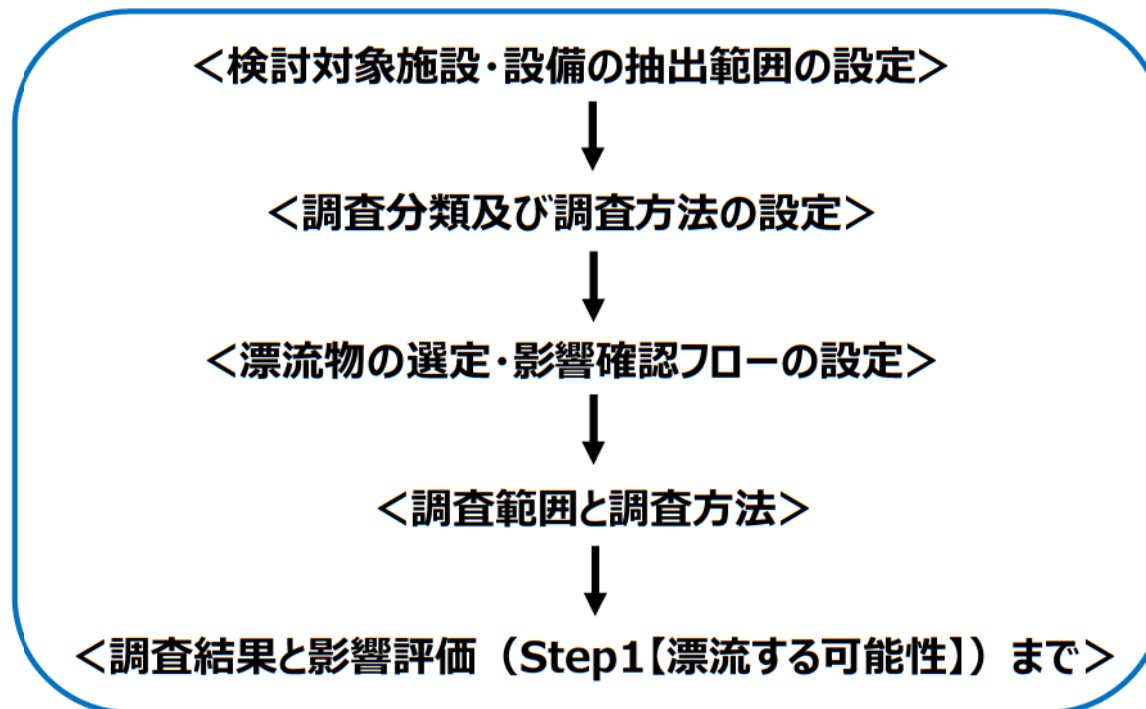 ＜検討対象施設・設備の抽出範囲の設定＞
＜調査分類及び調査方法の設定＞
＜漂流物の選定・影響確認フローの設定＞
＜調査範囲と調査方法＞
＜調査結果と影響評価（Step1【漂流する可能性】）まで＞